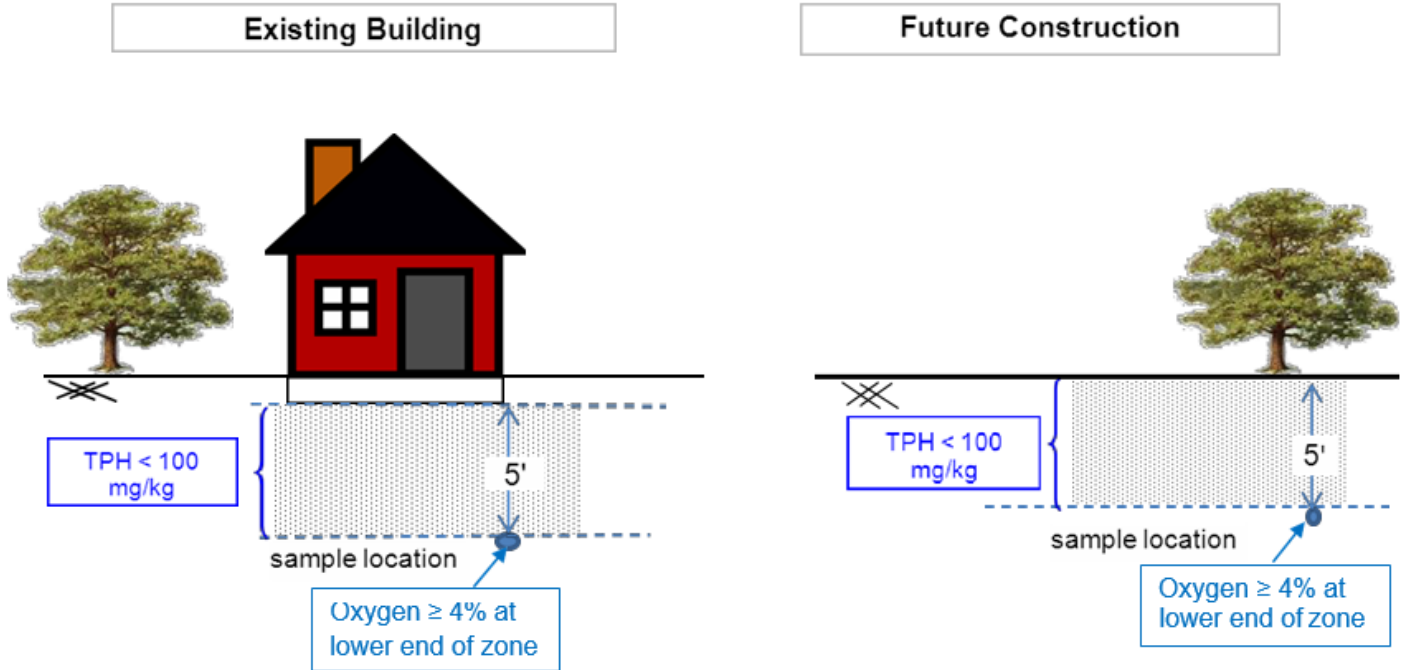 Existing Building
Future Construction
TPH < 100
mg/kg
5'
sample location
Oxygen ≥ 4% at
lower end of zone
TPH < 100
mg/kg
5'
sample location
Oxygen ≥ 4% at
lower end of zone